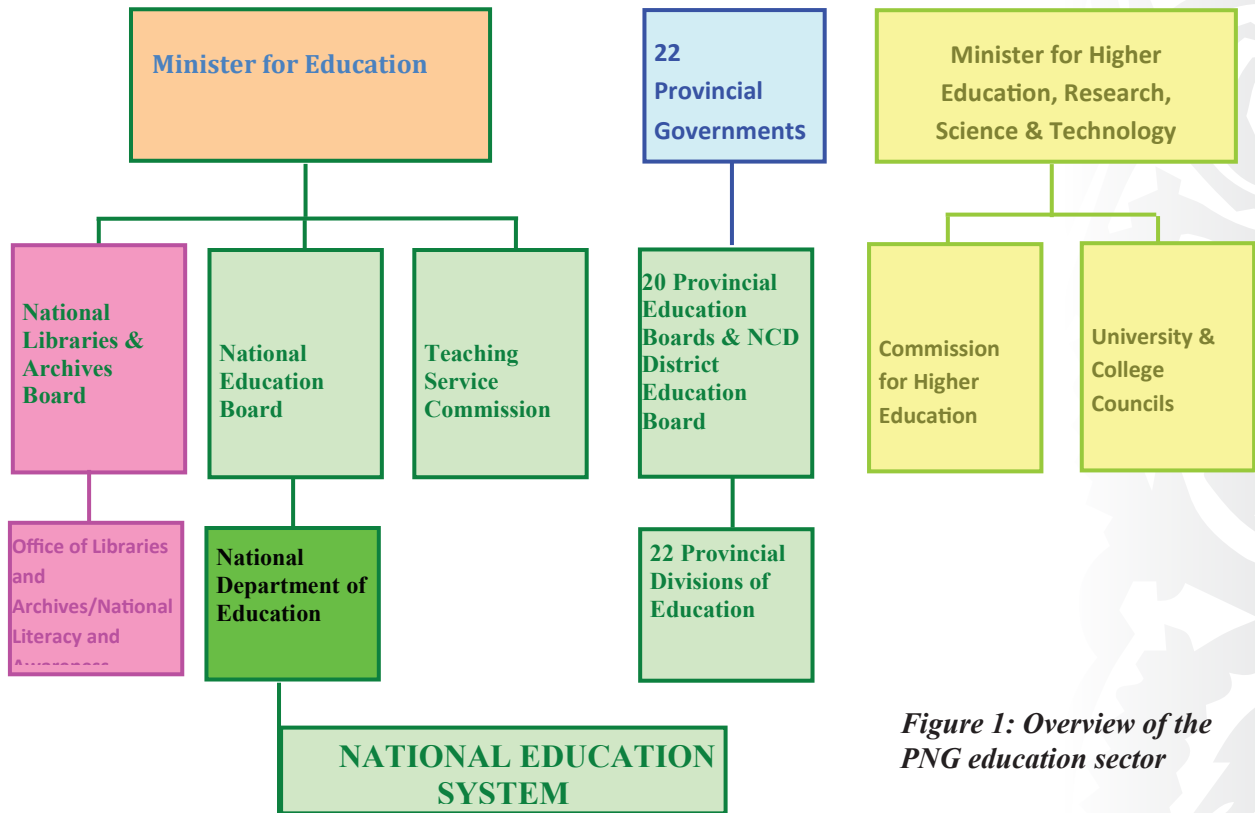 Minister for Education
22
Provincial
Governments
Minister for Higher
Education, Research,
Science & Technology
National
Libraries &
Archives
Board
National
Education
Board
Teaching
Service
Commission
20 Provincial
Education
Boards & NCD
District
Education
Board
Commission
for Higher
Education
University &
College
Councils
Office of Libraries
and
Archives/National
Literacy and
National
Department of
Education
22 Provincial
Divisions of
Education
NATIONAL EDUCATION
SYSTEM
Figure 1: Overview of the
PNG education sector